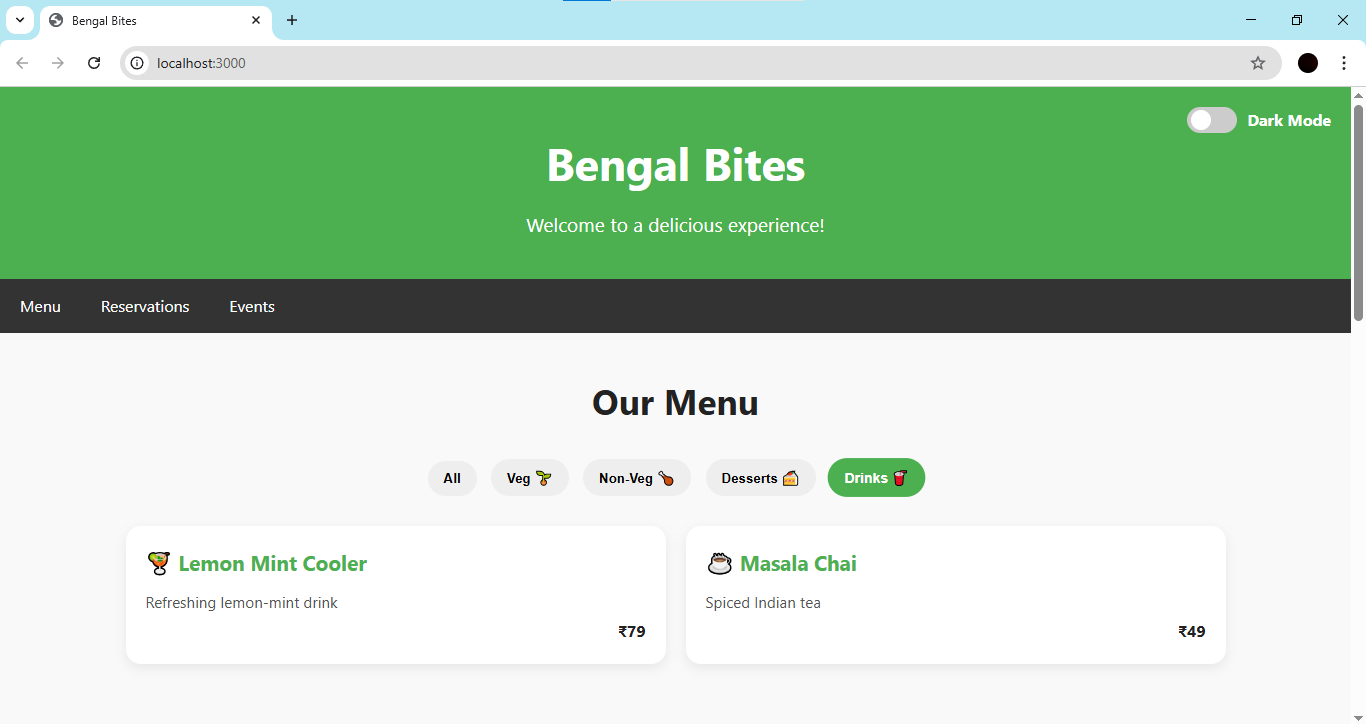 Bengal Bites
localhost:3000
Dark Mode
Bengal Bites
Welcome to a delicious experience!
Menu Reservations Events
Our Menu
All Veg Non-Veg Desserts Drinks
Lemon Mint Cooler
Refreshing lemon-mint drink
₹79
Masala Chai
Spiced Indian tea
₹49